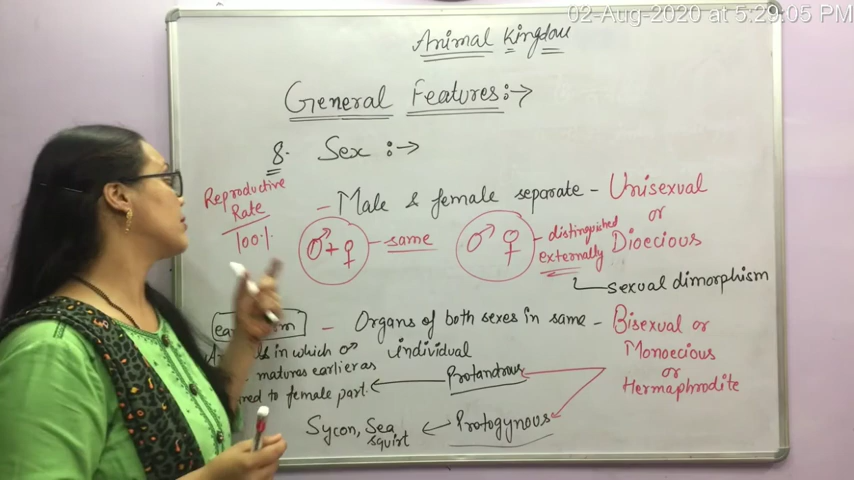 02-Aug-2020 at 5:29:05 PM
Animal Kingdom
General Features:→
8. Sex :→
Reproductive
Rate
100%
– Male & female separate – Unisexual
or
Dioecious
♂+♀ – same
♂ ♀ – distinguished
externally
sexual dimorphism
– Organs of both sexes in same – Bisexual or
individual
Monoecious
or
Hermaphrodite
in which ♂
matures earlier as
to female part.
Protandrous
Sycon, Sea
squirt
Protogynous